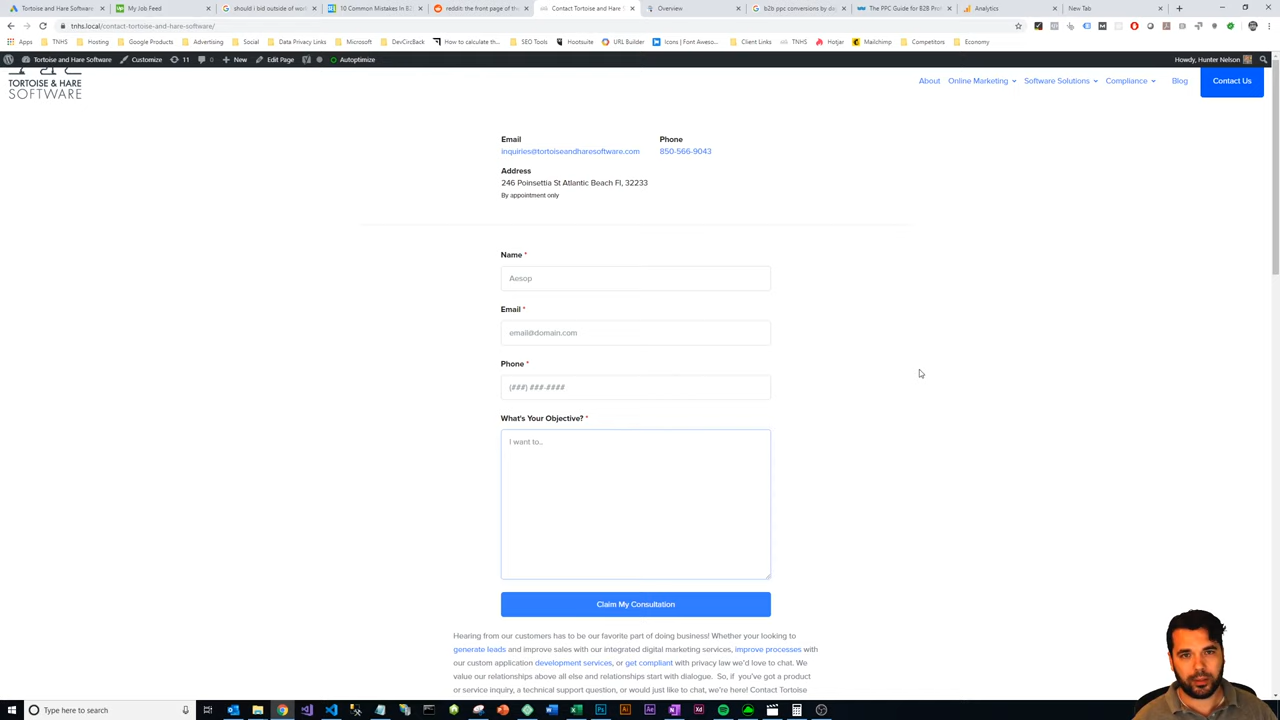 Tortoise and Hare Software
My Job Feed
should i bid outside of wor
10 Common Mistakes In B2
reddit: the front page of the
Contact Tortoise and Hare S
Overview
b2b ppc conversions by da
The PPC Guide for B2B Pro
Analytics
New Tab
tnhs.local/contact-tortoise-and-hare-software/
Apps
TNHS
Hosting
Google Products
Advertising
Social
Data Privacy Links
Microsoft
DevCircBack
How to calculate th...
SEO Tools
Hootsuite
URL Builder
Icons | Font Aweso...
Client Links
TNHS
Hotjar
Mailchimp
Competitors
Economy
Tortoise and Hare Software
Customize
11
0
New
Edit Page
Autoptimize
Howdy, Hunter Nelson
TORTOISE & HARE
SOFTWARE
About
Online Marketing
Software Solutions
Compliance
Blog
Contact Us
Email
Phone
inquiries@tortoiseandharesoftware.com
850-566-9043
Address
246 Poinsettia St Atlantic Beach Fl, 32233
By appointment only
Name *
Aesop
Email *
email@domain.com
Phone *
(###) ###-####
What's Your Objective? *
I want to..
Claim My Consultation
Hearing from our customers has to be our favorite part of doing business! Whether your looking to
generate leads and improve sales with our integrated digital marketing services, improve processes with
our custom application development services, or get compliant with privacy law we'd love to chat. We
value our relationships above all else and relationships start with dialogue. So, if you've got a product
or service inquiry, a technical support question, or would just like to chat, we're here! Contact Tortoise
Type here to search